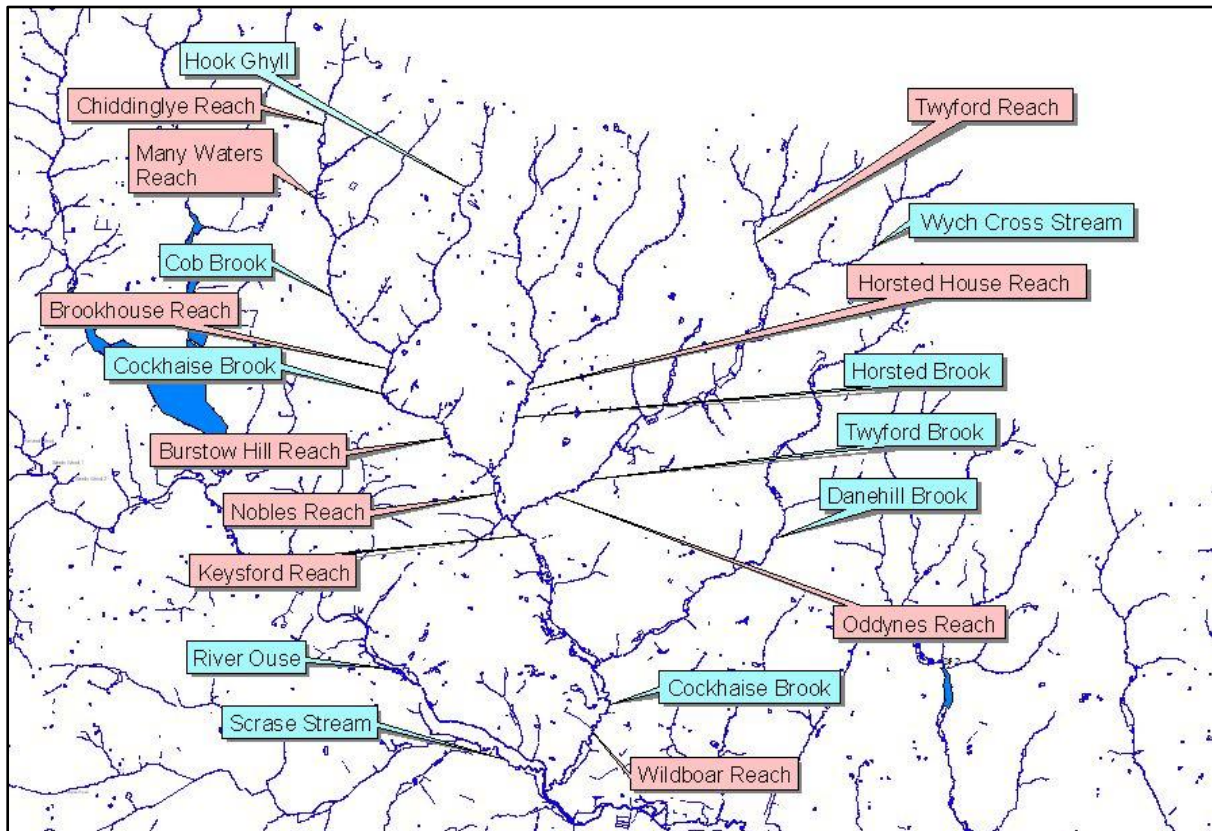 Hook Ghyll
Chiddinglye Reach
Twyford Reach
Many Waters
Reach
Wych Cross Stream
Cob Brook
Horsted House Reach
Brookhouse Reach
Cockhaise Brook
Horsted Brook
Twyford Brook
Burstow Hill Reach
Danehill Brook
Nobles Reach
Keysford Reach
Oddynes Reach
River Ouse
Cockhaise Brook
Scrase Stream
Wildboar Reach